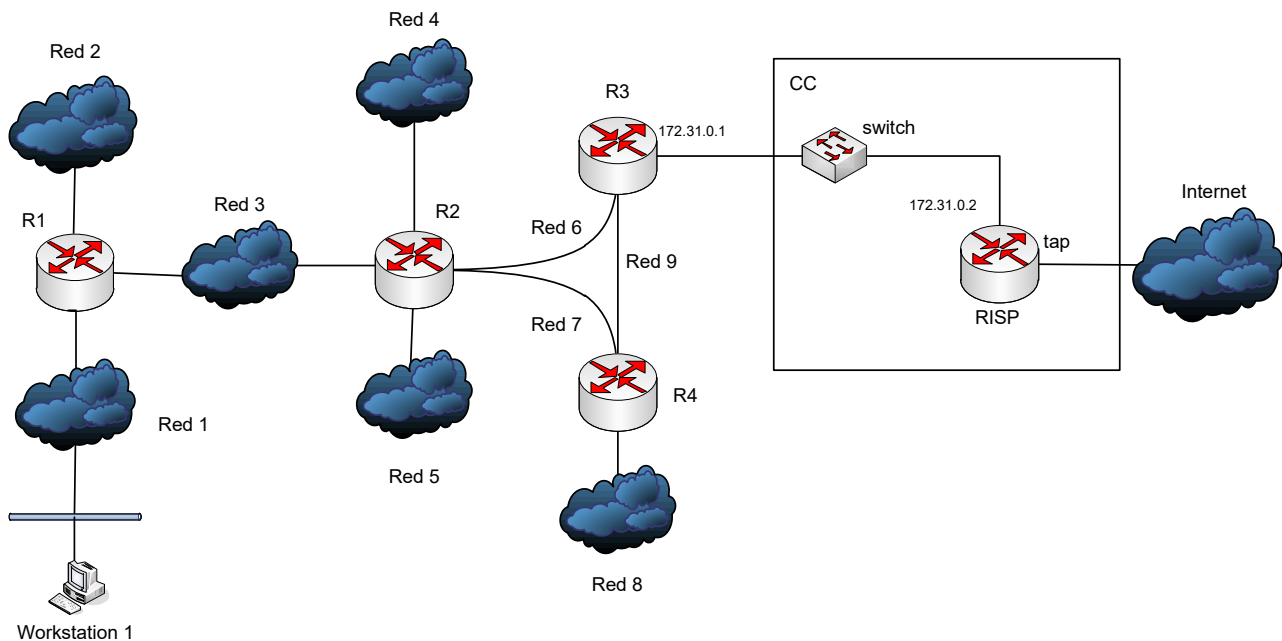 Red 4
Red 2
R3
CC
172.31.0.1
switch
Internet
Red 3
R1
R2
172.31.0.2
Red 6
tap
Red 9
RISP
Red 7
R4
Red 1
Red 5
Red 8
Workstation 1